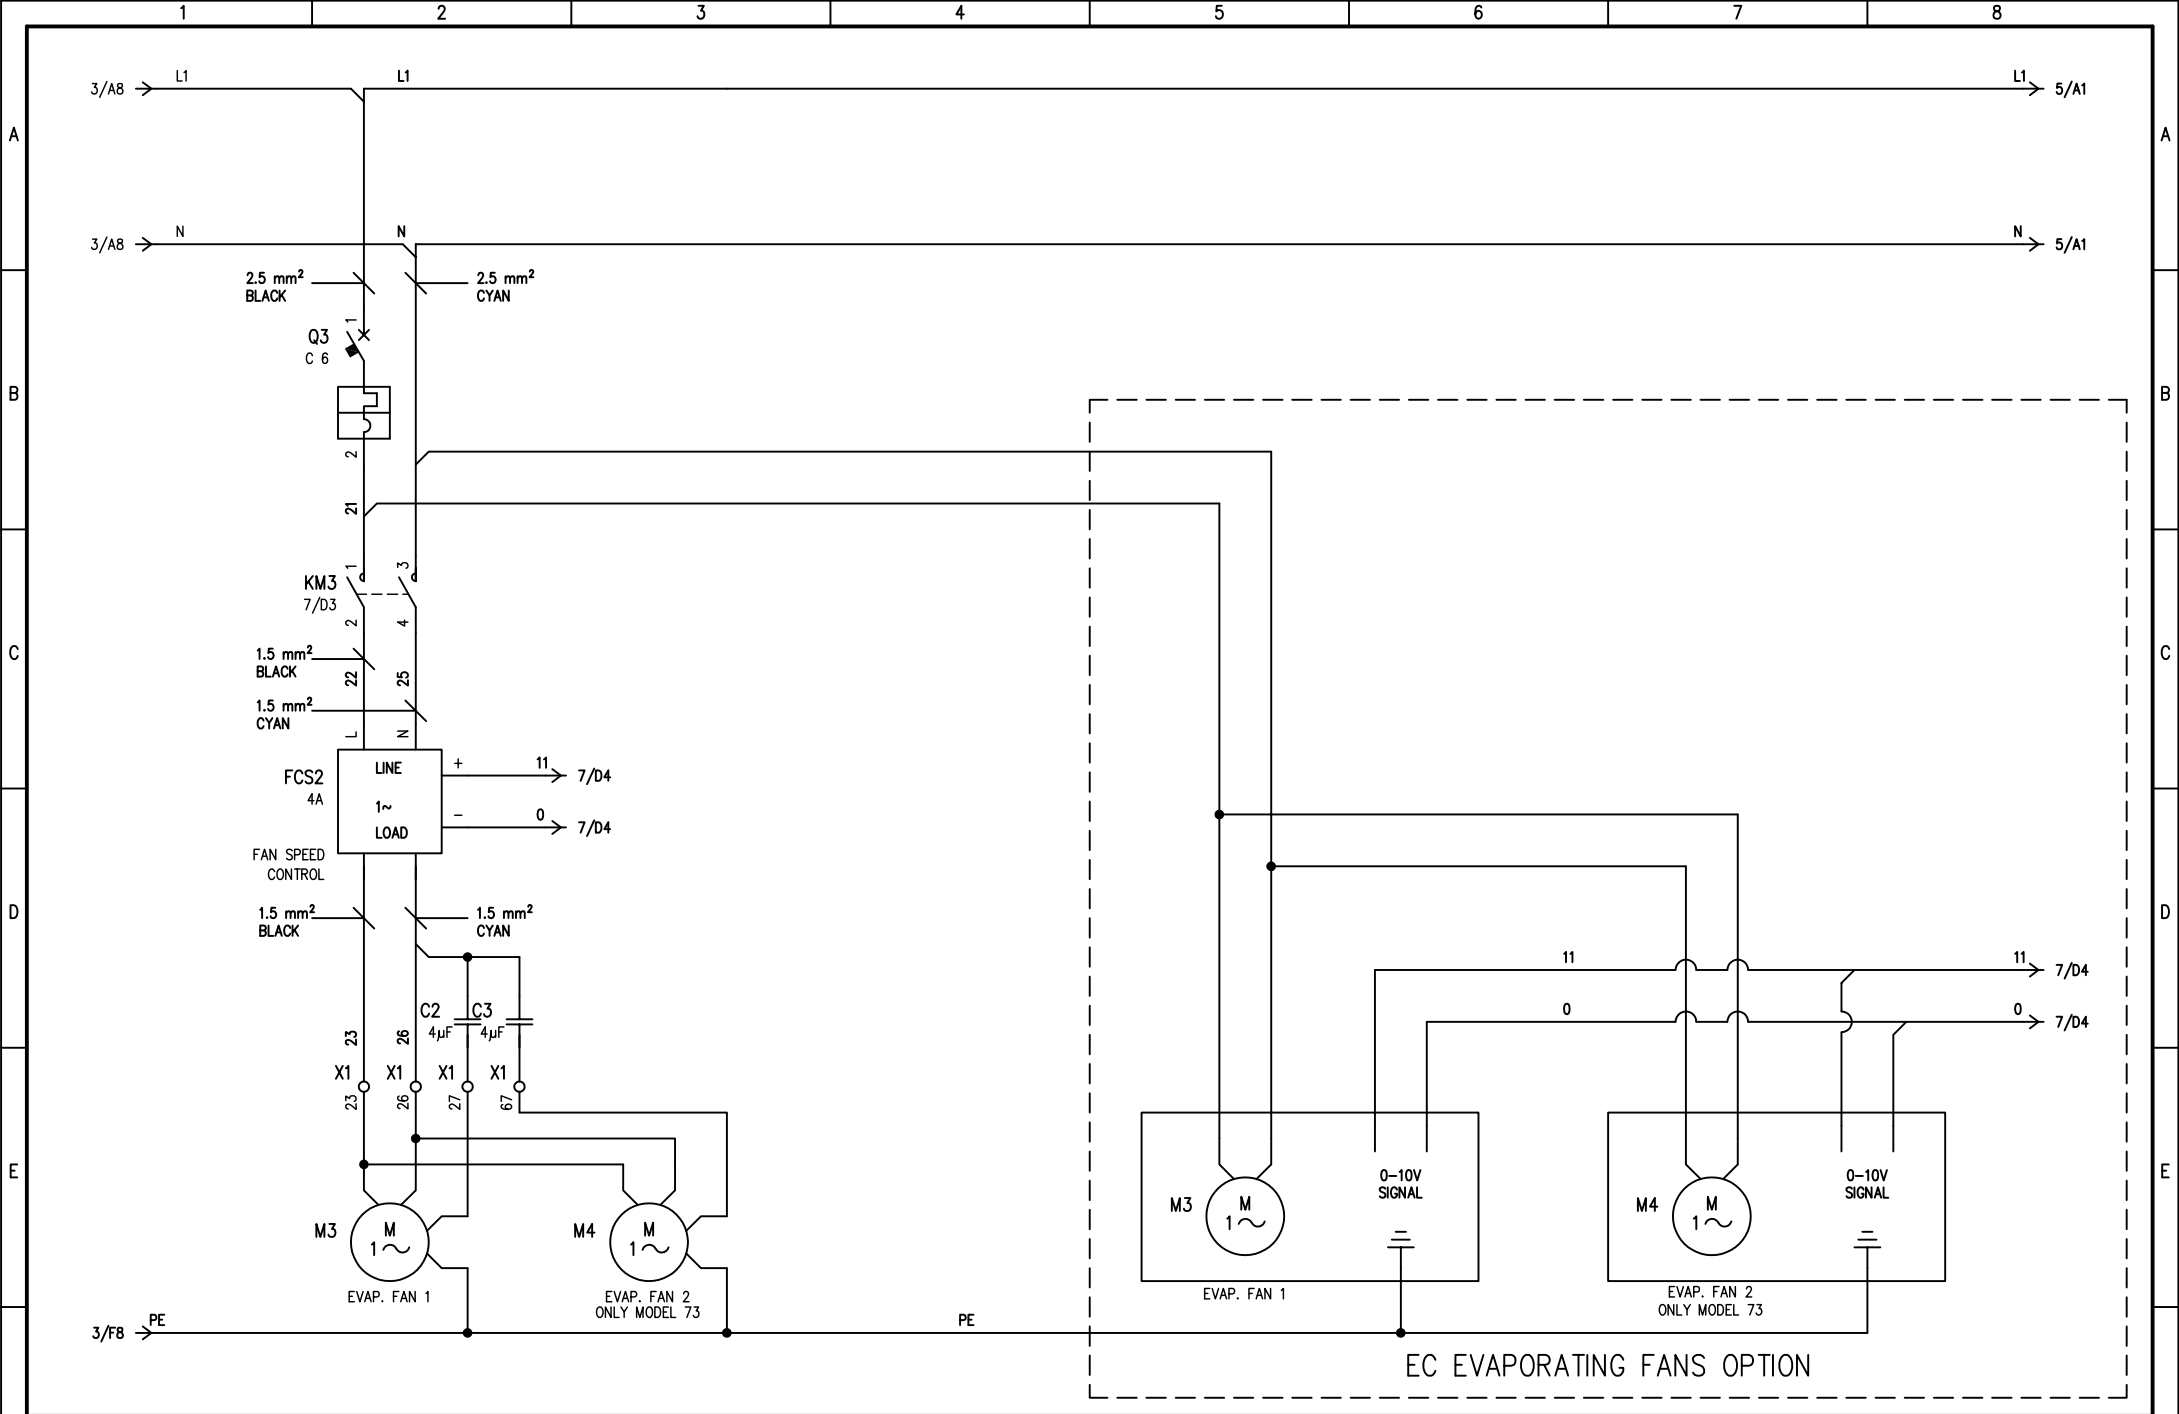 1 2 3 4 5 6 7 8
3/A8 L1 L1 L1 5/A1
A A
3/A8 N N N 5/A1
2.5 mm²
BLACK
2.5 mm²
CYAN
1
Q3
C 6
B B
2
21
1 3
KM3
7/D3
2 4
C C
1.5 mm²
BLACK
22 25
1.5 mm²
CYAN
L N
FCS2
4A
LINE
1~
LOAD
+ 11 7/D4
- 0 7/D4
FAN SPEED
CONTROL
D D
1.5 mm²
BLACK
1.5 mm²
CYAN
11 11 7/D4
0 0 7/D4
C2 C3
4µF 4µF
23 26
X1 X1 X1 X1
23 26 27 67
E E
M3
M
1
EVAP. FAN 1
M4
M
1
EVAP. FAN 2
ONLY MODEL 73
M3
M
1
0-10V
SIGNAL
EVAP. FAN 1
M4
M
1
0-10V
SIGNAL
EVAP. FAN 2
ONLY MODEL 73
3/F8 PE PE
EC EVAPORATING FANS OPTION